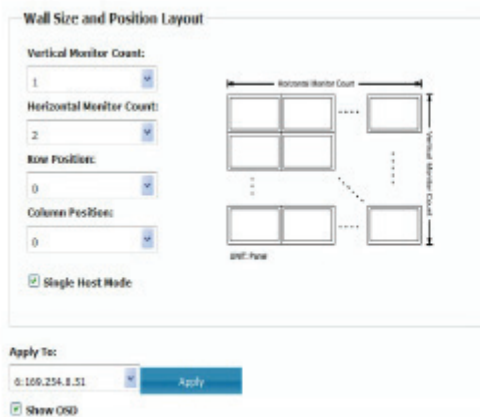 Wall Size and Position Layout
Vertical Monitor Count:
1
Horizontal Monitor Count:
2
Row Position:
0
Column Position:
0
Single Host Mode
Horizontal Monitor Count
Vertical Monitor Count
UNIT: Panel
Apply To:
6:169.254.8.51
Apply
Show OSD